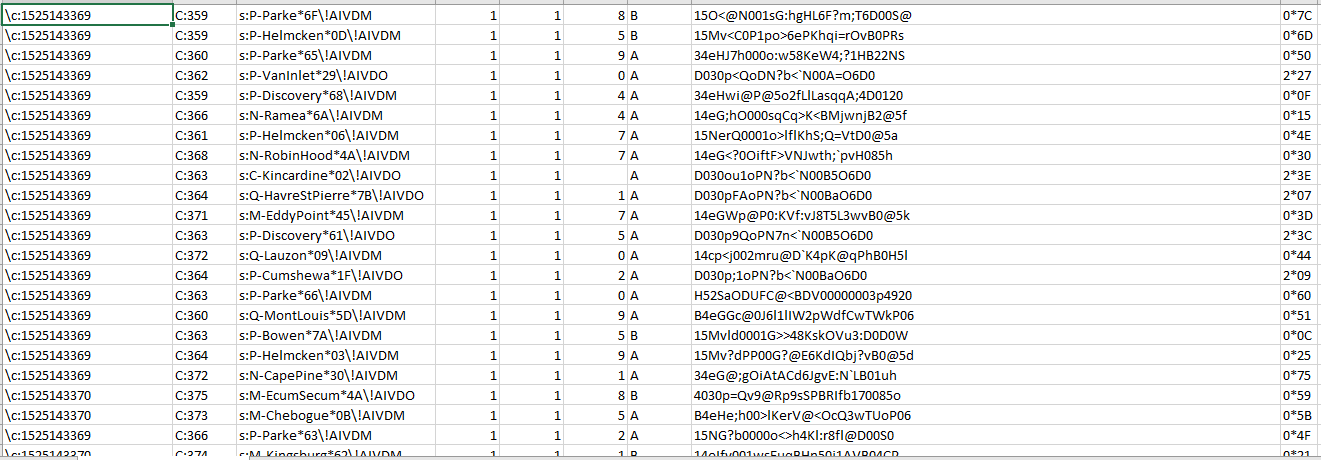 \c:1525143369 C:359 s:P-Parke*6F\!AIVDM 1 1 8 B 15O<@N001sG:hgHL6F?m;T6D00S@ 0*7C
\c:1525143369 C:359 s:P-Helmcken*0D\!AIVDM 1 1 5 B 15Mv<C0P1po>6ePKhqi=rOvB0PRs 0*6D
\c:1525143369 C:360 s:P-Parke*65\!AIVDM 1 1 9 A 34eHJ7h000o:w58KeW4;?1HB22NS 0*50
\c:1525143369 C:362 s:P-VanInlet*29\!AIVDO 1 1 0 A D030p<QoDN?b<`N00A=O6D0 2*27
\c:1525143369 C:359 s:P-Discovery*68\!AIVDM 1 1 4 A 34eHwi@P@5o2fLlLasqqA;4D0120 0*0F
\c:1525143369 C:366 s:N-Ramea*6A\!AIVDM 1 1 4 A 14eG;hO000sqCq>K<BMjwnjB2@5f 0*15
\c:1525143369 C:361 s:P-Helmcken*06\!AIVDM 1 1 7 A 15NerQ0001o>lflKhS;Q=VtD0@5a 0*4E
\c:1525143369 C:368 s:N-RobinHood*4A\!AIVDM 1 1 7 A 14eG<?0OiftF>VNJwth;`pvH085h 0*30
\c:1525143369 C:363 s:C-Kincardine*02\!AIVDO 1 1 A D030ou1oPN?b<`N00B5O6D0 2*3E
\c:1525143369 C:364 s:Q-HavreStPierre*7B\!AIVDO 1 1 1 A D030pFAoPN?b<`N00BaO6D0 2*07
\c:1525143369 C:371 s:M-EddyPoint*45\!AIVDM 1 1 7 A 14eGWp@P0:KVf:vJ8T5L3wvB0@5k 0*3D
\c:1525143369 C:363 s:P-Discovery*61\!AIVDO 1 1 5 A D030p9QoPN7n<`N00B5O6D0 2*3C
\c:1525143369 C:372 s:Q-Lauzon*09\!AIVDM 1 1 0 A 14cp<j002mru@D`K4pK@qPhB0H5l 0*44
\c:1525143369 C:364 s:P-Cumshewa*1F\!AIVDO 1 1 2 A D030p;1oPN?b<`N00BaO6D0 2*09
\c:1525143369 C:363 s:P-Parke*66\!AIVDM 1 1 0 A H52SaODUFC@<BDV00000003p4920 0*60
\c:1525143369 C:360 s:Q-MontLouis*5D\!AIVDM 1 1 9 A B4eGGc@0J6l1lIW2pWdfCwTWkP06 0*51
\c:1525143369 C:363 s:P-Bowen*7A\!AIVDM 1 1 5 B 15Mvld0001G>>48KskOVu3:D0D0W 0*0C
\c:1525143369 C:364 s:P-Helmcken*03\!AIVDM 1 1 9 A 15Mv?dPP00G?@E6KdIQbj?vB0@5d 0*25
\c:1525143369 C:372 s:N-CapePine*30\!AIVDM 1 1 1 A 34eG@;gOiAtACd6JgvE:N`LB01uh 0*75
\c:1525143370 C:375 s:M-EcumSecum*4A\!AIVDO 1 1 8 B 4030p=Qv9@Rp9sSPBRIfb170085o 0*59
\c:1525143370 C:373 s:M-Chebogue*0B\!AIVDM 1 1 5 A B4eHe;h00>lKerV@<OcQ3wTUoP06 0*5B
\c:1525143369 C:366 s:P-Parke*63\!AIVDM 1 1 2 A 15NG?b0000o<>h4Kl:r8fl@D00S0 0*4F
\c:1525143370 C:374 s:M-Kingsburg*62\!AIVDM 1 1 1 B 0*21